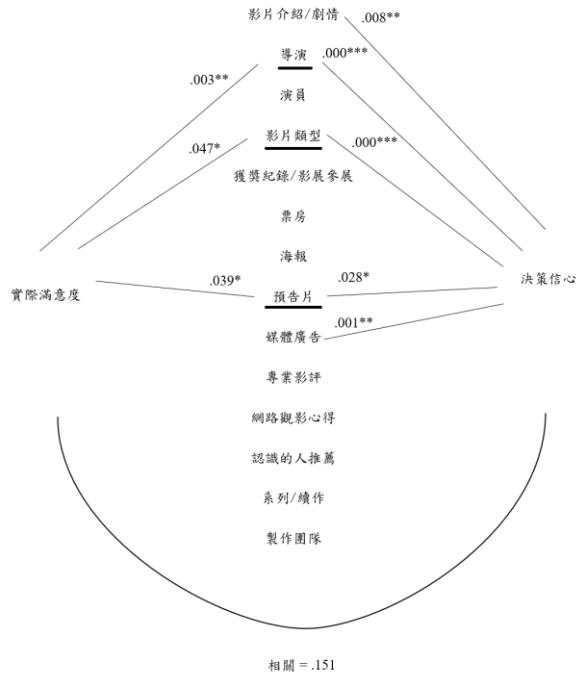 影片介紹/劇情 .008**
導演 .000***
.003**
演員
影片類型
.047* .000***
獲獎紀錄/影展參展
票房
海報
實際滿意度 .039* .028* 決策信心
預告片
.001**
媒體廣告
專業影評
網路觀影心得
認識的人推薦
系列/續作
製作團隊
相關 = .151